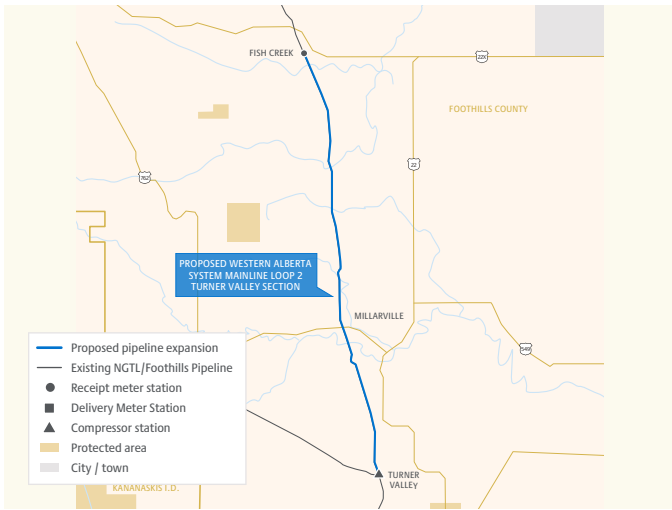 FISH CREEK
22X
FOOTHILLS COUNTY
762
22
PROPOSED WESTERN ALBERTA
SYSTEM MAINLINE LOOP 2
TURNER VALLEY SECTION
MILLARVILLE
549
Proposed pipeline expansion
Existing NGTL/Foothills Pipeline
Receipt meter station
Delivery Meter Station
Compressor station
Protected area
City / town
TURNER
VALLEY
KANANASKIS I.D.